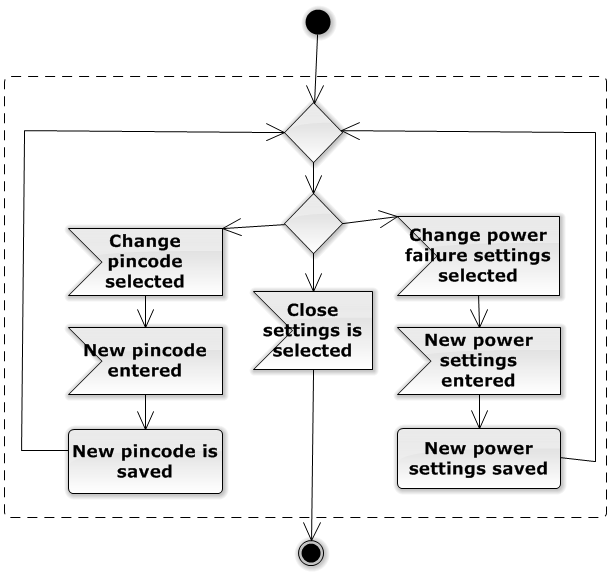 Change
pincode
selected
Change power
failure settings
selected
Close
settings is
selected
New pincode
entered
New power
settings
entered
New pincode is
saved
New power
settings saved